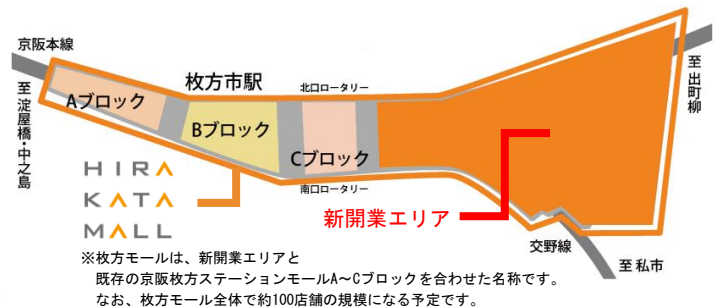 京阪本線
至 淀屋橋・中之島
Aブロック
枚方市駅
Bブロック
北口ロータリー
Cブロック
南口ロータリー
至 出町柳
新開業エリア
交野線
至 私市
HIRA
KATA
MALL
※枚方モールは、新開業エリアと
既存の京阪枚方ステーションモールA～Cブロックを合わせた名称です。
なお、枚方モール全体で約100店舗の規模になる予定です。